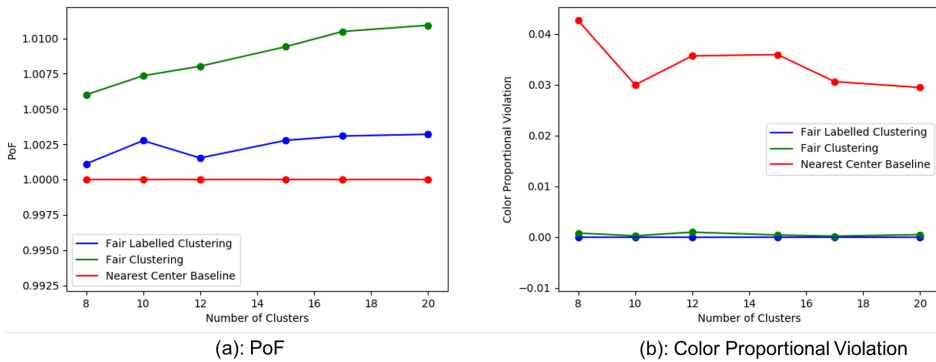 1.0100
1.0075
1.0050
1.0025
1.0000
0.9975
0.9950
0.9925
PoF
Fair Labelled Clustering
Fair Clustering
Nearest Center Baseline
8 10 12 14 16 18 20
Number of Clusters
(a): PoF
0.04
0.03
0.02
0.01
0.00
−0.01
Color Proportional Violation
Fair Labelled Clustering
Fair Clustering
Nearest Center Baseline
8 10 12 14 16 18 20
Number of Clusters
(b): Color Proportional Violation